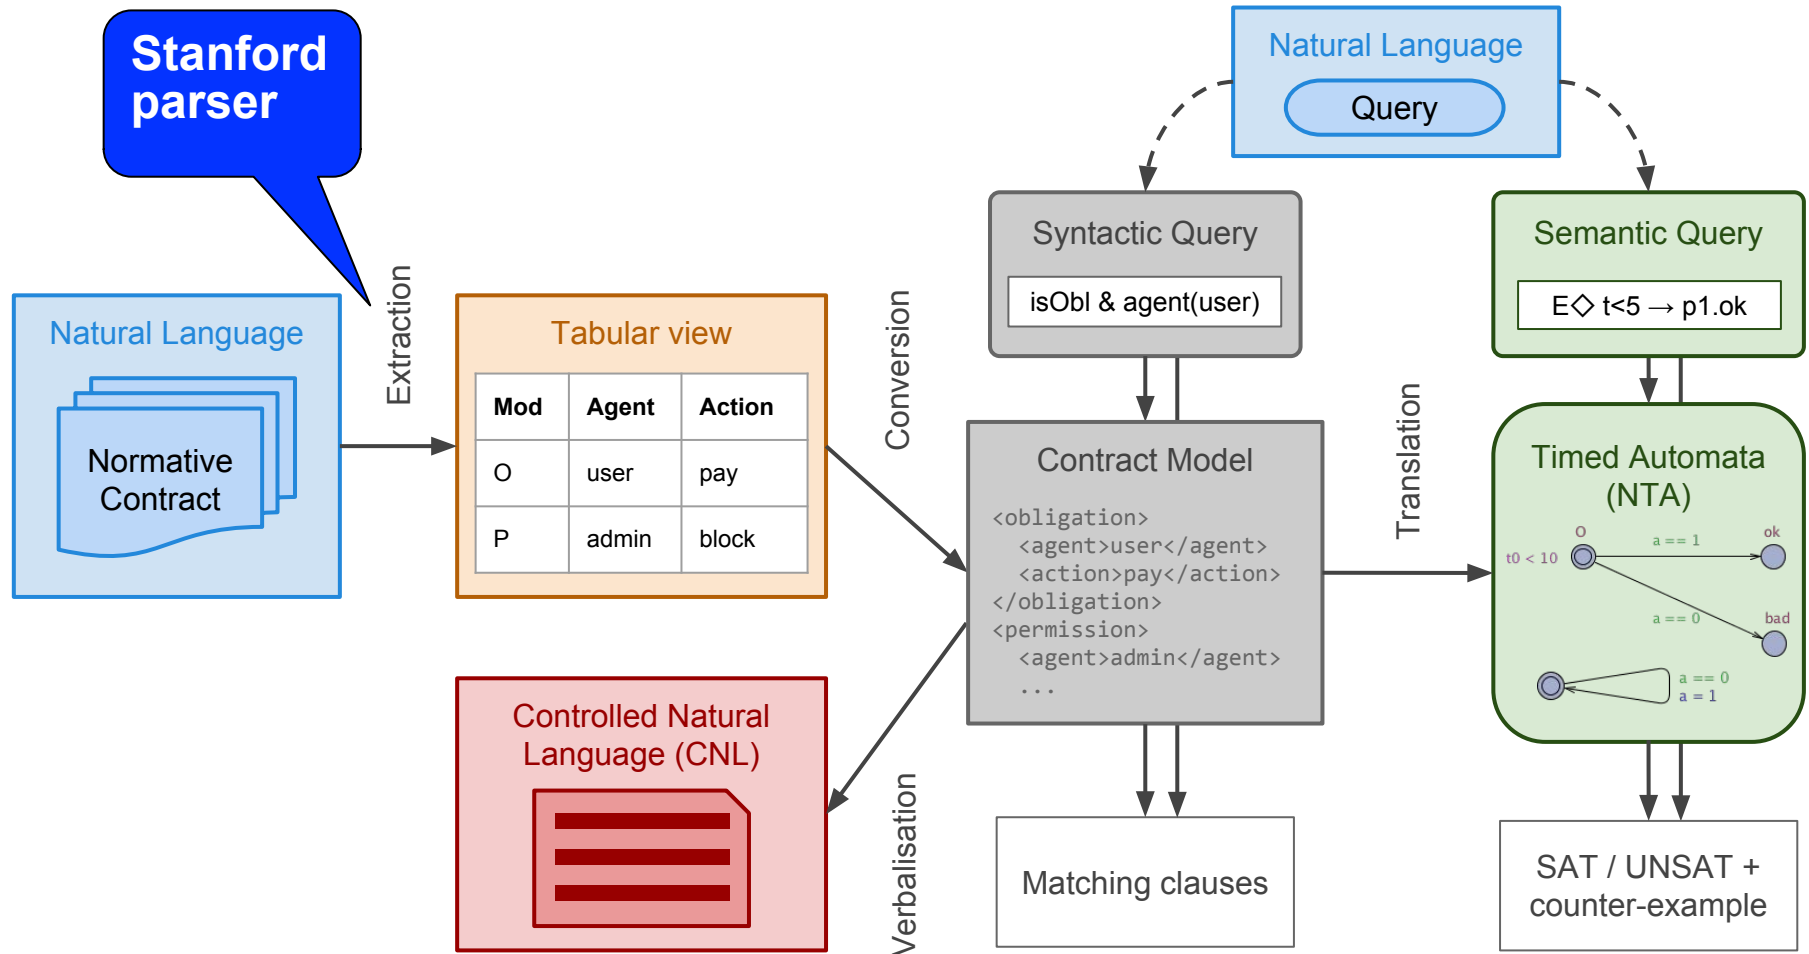 Stanford
parser
Natural Language
Query
Syntactic Query
isObl & agent(user)
Semantic Query
E◇ t<5 → p1.ok
Natural Language
Normative
Contract
Extraction
Tabular view
Mod Agent Action
O user pay
P admin block
Conversion
Contract Model
<obligation>
<agent>user</agent>
<action>pay</action>
</obligation>
<permission>
<agent>admin</agent>
...
Translation
Timed Automata
(NTA)
O
ok
a == 1
t0 < 10
a == 0
bad
a == 0
a = 1
Controlled Natural
Language (CNL)
Verbalisation
Matching clauses
SAT / UNSAT +
counter-example